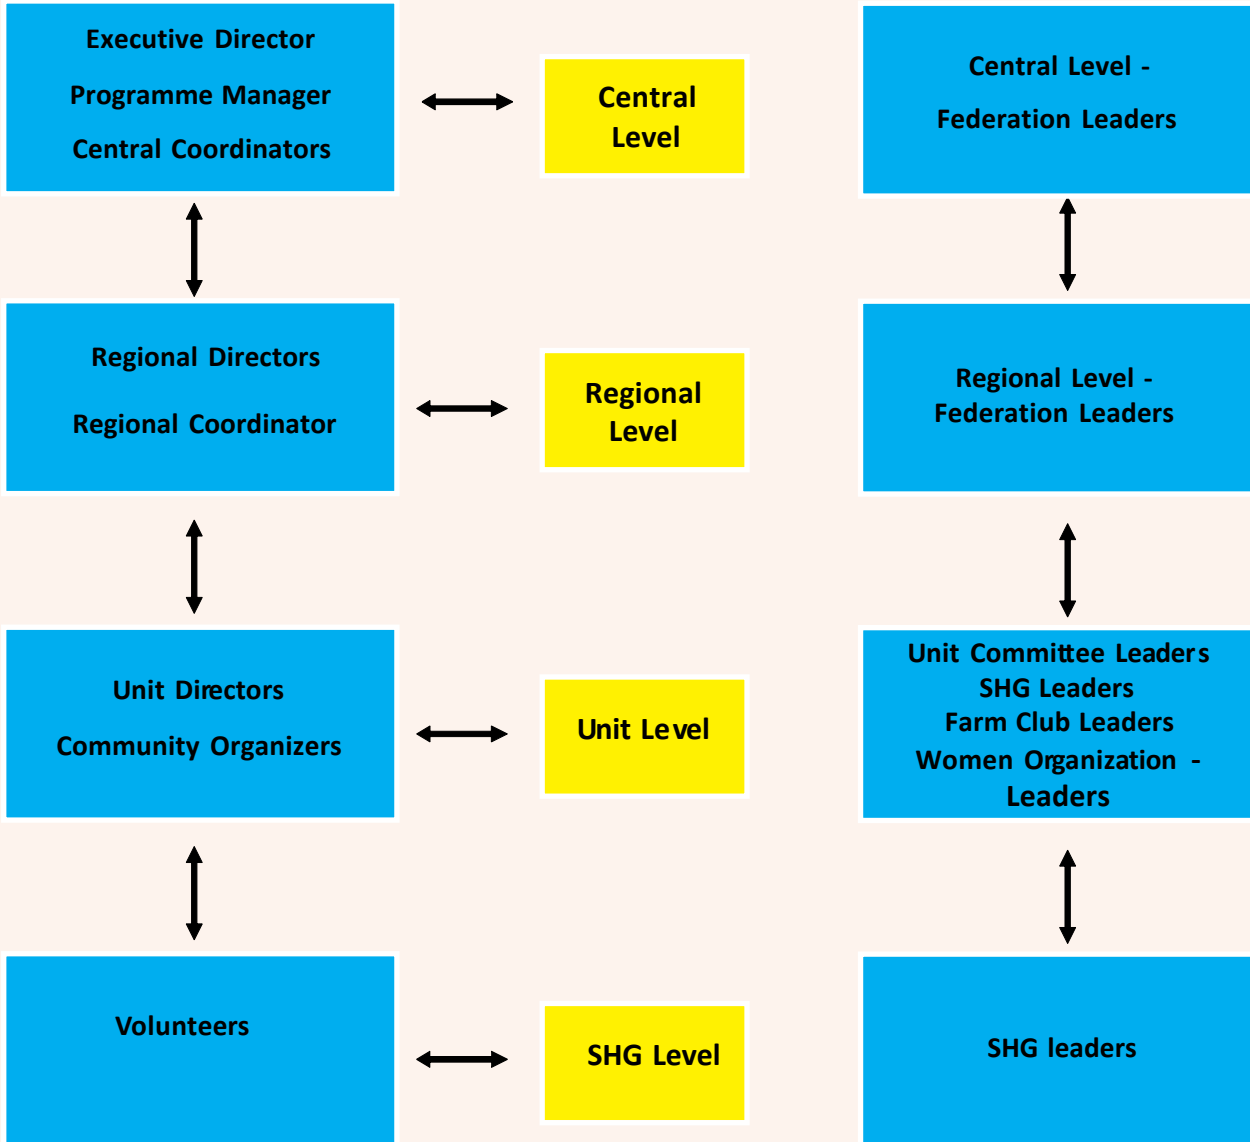 Executive Director
Programme Manager
Central Coordinators
Central
Level
Central Level -
Federation Leaders
Regional Directors
Regional Coordinator
Regional
Level
Regional Level -
Federation Leaders
Unit Directors
Community Organizers
Unit Level
Unit Committee Leaders
SHG Leaders
Farm Club Leaders
Women Organization -
Leaders
Volunteers
SHG Level
SHG leaders